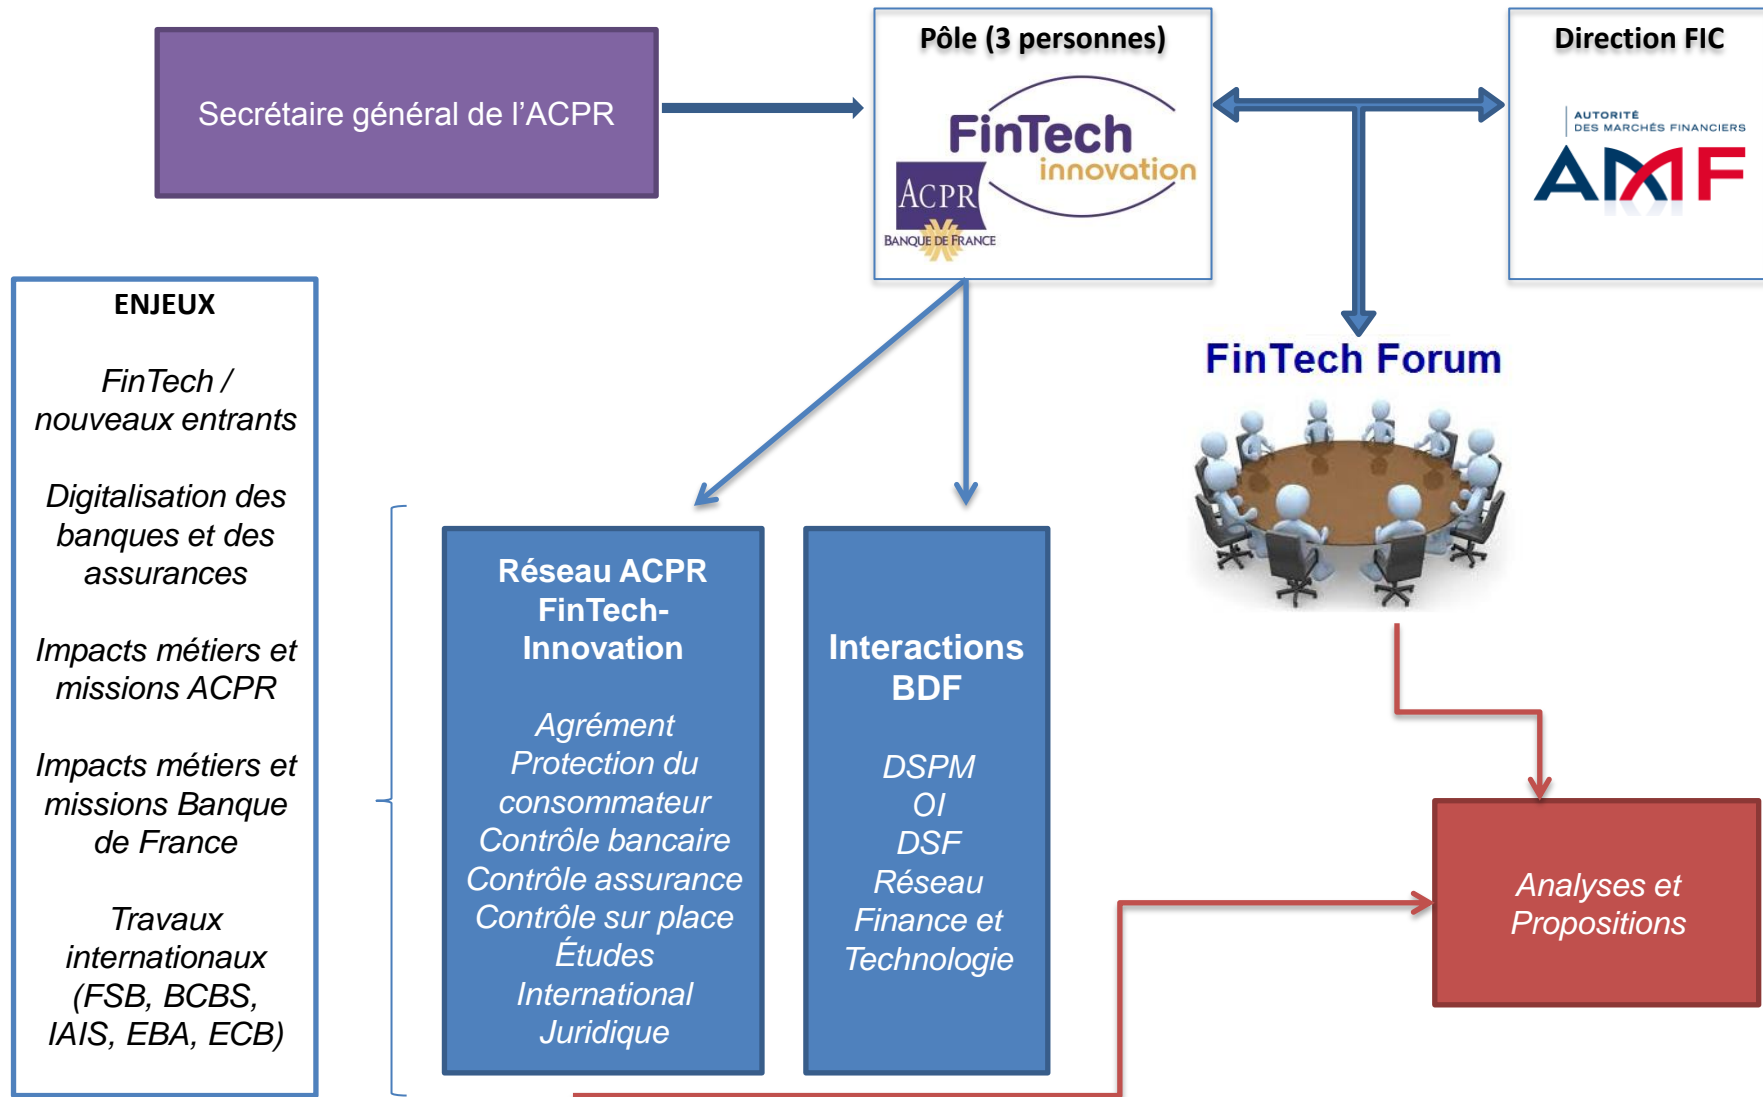 Secrétaire général de l’ACPR
Pôle (3 personnes)
FinTech
innovation
ACPR
BANQUE DE FRANCE
Direction FIC
AUTORITÉ
DES MARCHÉS FINANCIERS
AMF
FinTech Forum
ENJEUX
FinTech /
nouveaux entrants
Digitalisation des
banques et des
assurances
Impacts métiers et
missions ACPR
Impacts métiers et
missions Banque
de France
Travaux
internationaux
(FSB, BCBS,
IAIS, EBA, ECB)
Réseau ACPR
FinTech-
Innovation
Agrément
Protection du
consommateur
Contrôle bancaire
Contrôle assurance
Contrôle sur place
Études
International
Juridique
Interactions
BDF
DSPM
OI
DSF
Réseau
Finance et
Technologie
Analyses et
Propositions